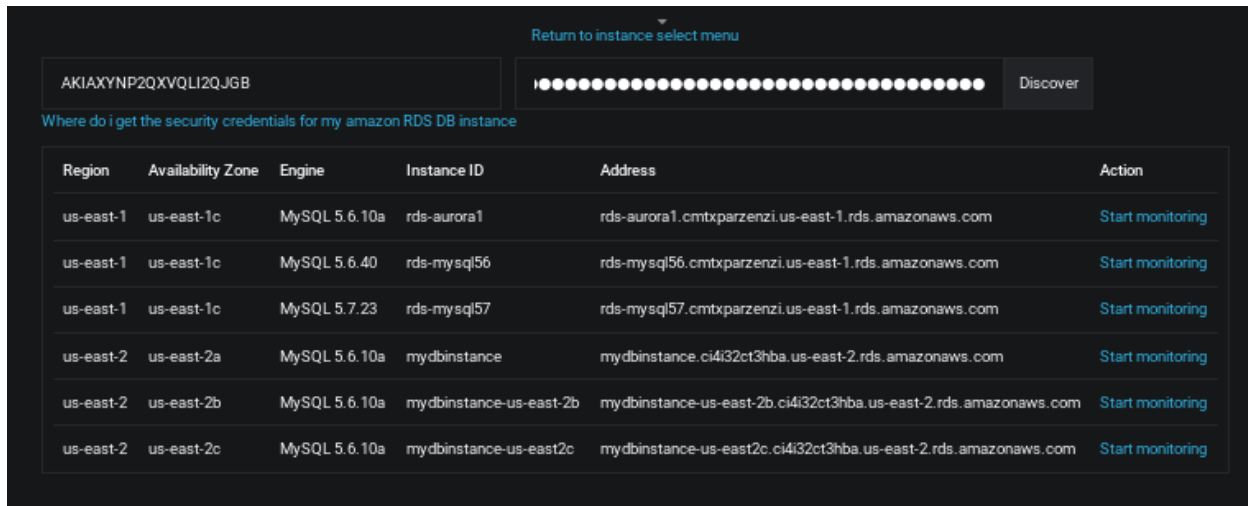 Return to instance select menu
AKIAXYNP2QXVQLI2QJGB Discover
Where do i get the security credentials for my amazon RDS DB instance
Region Availability Zone Engine Instance ID Address Action
us-east-1 us-east-1c MySQL 5.6.10a rds-aurora1 rds-aurora1.cmtxparzenzi.us-east-1.rds.amazonaws.com Start monitoring
us-east-1 us-east-1c MySQL 5.6.40 rds-mysql56 rds-mysql56.cmtxparzenzi.us-east-1.rds.amazonaws.com Start monitoring
us-east-1 us-east-1c MySQL 5.7.23 rds-mysql57 rds-mysql57.cmtxparzenzi.us-east-1.rds.amazonaws.com Start monitoring
us-east-2 us-east-2a MySQL 5.6.10a mydbinstance mydbinstance.ci4i32ct3hba.us-east-2.rds.amazonaws.com Start monitoring
us-east-2 us-east-2b MySQL 5.6.10a mydbinstance-us-east-2b mydbinstance-us-east-2b.ci4i32ct3hba.us-east-2.rds.amazonaws.com Start monitoring
us-east-2 us-east-2c MySQL 5.6.10a mydbinstance-us-east2c mydbinstance-us-east2c.ci4i32ct3hba.us-east-2.rds.amazonaws.com Start monitoring